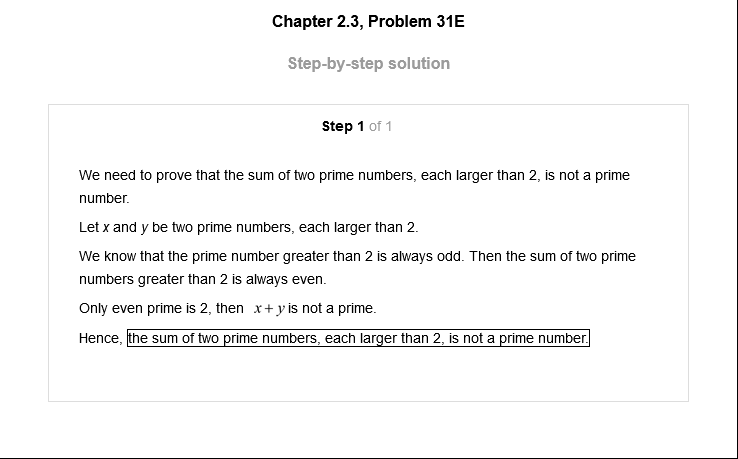 Chapter 2.3, Problem 31E
Step-by-step solution
Step 1 of 1
We need to prove that the sum of two prime numbers, each larger than 2, is not a prime
number.
Let x and y be two prime numbers, each larger than 2.
We know that the prime number greater than 2 is always odd. Then the sum of two prime
numbers greater than 2 is always even.
Only even prime is 2, then x + y is not a prime.
Hence, the sum of two prime numbers, each larger than 2, is not a prime number.